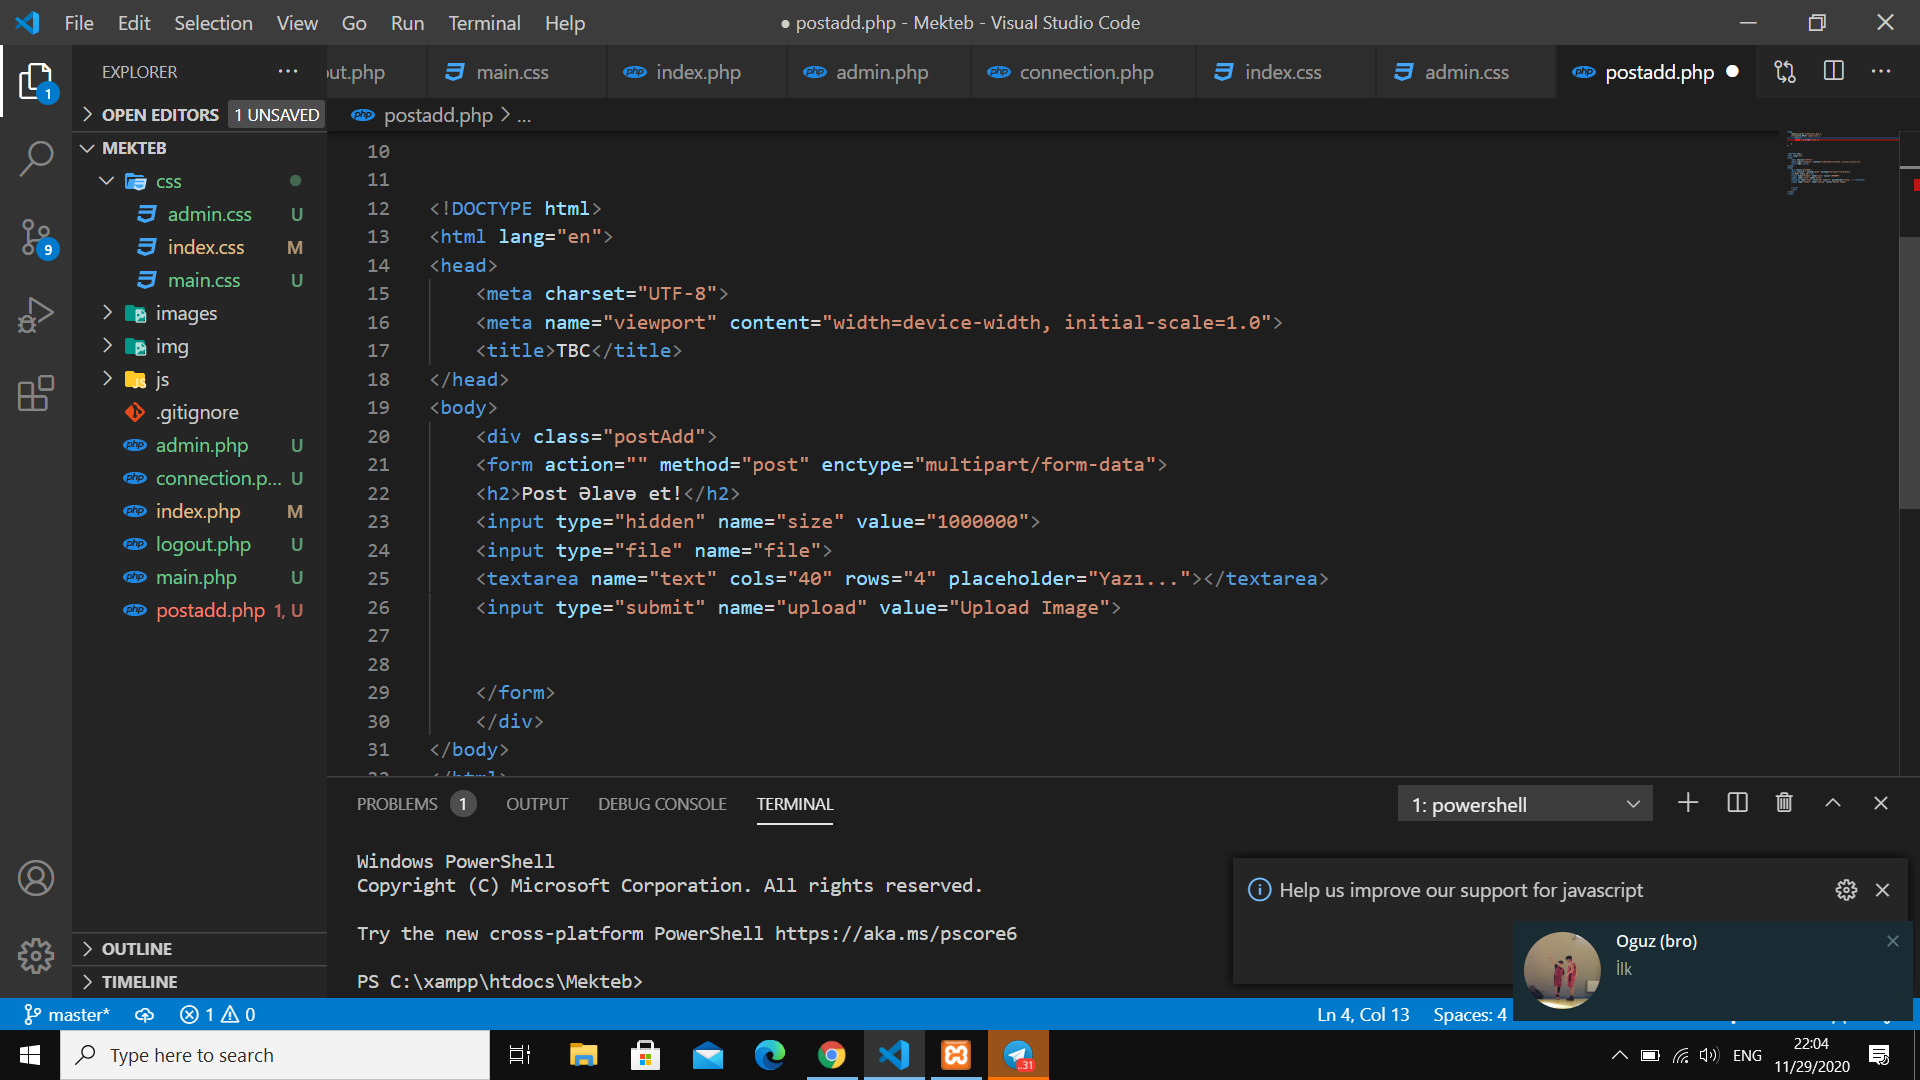 File Edit Selection View Go Run Terminal Help
● postadd.php - Mekteb - Visual Studio Code
EXPLORER
out.php main.css index.php admin.php connection.php index.css admin.css postadd.php
OPEN EDITORS 1 UNSAVED
postadd.php > ...
MEKTEB
css
admin.css U
index.css M
main.css U
images
img
js
.gitignore
admin.php U
connection.p... U
index.php M
logout.php U
main.php U
postadd.php 1, U
OUTLINE
TIMELINE
1
9
10
11
12 <!DOCTYPE html>
13 <html lang="en">
14 <head>
15 <meta charset="UTF-8">
16 <meta name="viewport" content="width=device-width, initial-scale=1.0">
17 <title>TBC</title>
18 </head>
19 <body>
20 <div class="postAdd">
21 <form action="" method="post" enctype="multipart/form-data">
22 <h2>Post Əlavə et!</h2>
23 <input type="hidden" name="size" value="1000000">
24 <input type="file" name="file">
25 <textarea name="text" cols="40" rows="4" placeholder="Yazı..."></textarea>
26 <input type="submit" name="upload" value="Upload Image">
27
28
29 </form>
30 </div>
31 </body>
32 </html>
PROBLEMS 1 OUTPUT DEBUG CONSOLE TERMINAL
1: powershell
Windows PowerShell
Copyright (C) Microsoft Corporation. All rights reserved.
Try the new cross-platform PowerShell https://aka.ms/pscore6
PS C:\xampp\htdocs\Mekteb>
Help us improve our support for javascript
Oguz (bro)
İlk
master* 1 0
Ln 4, Col 13 Spaces: 4
Type here to search
..31
ENG
22:04
11/29/2020